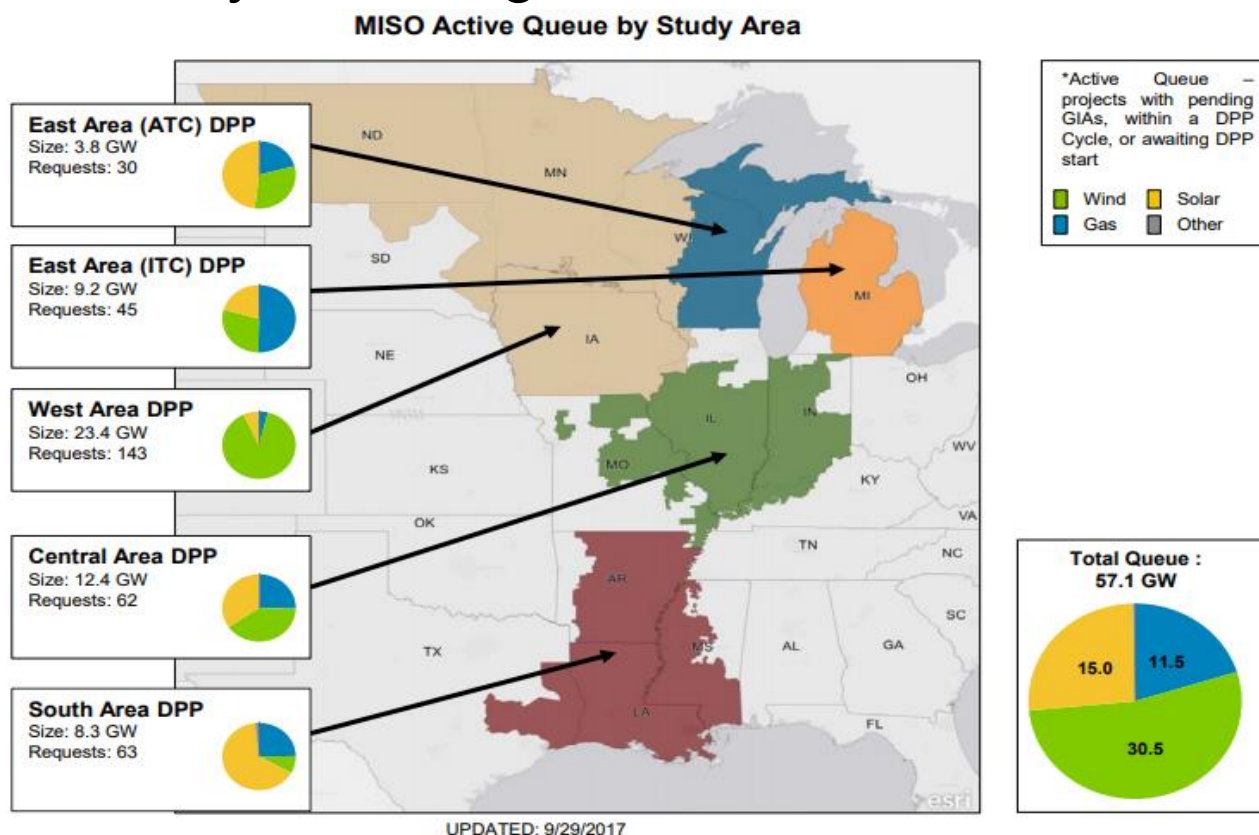 MISO Active Queue by Study Area
East Area (ATC) DPP
Size: 3.8 GW
Requests: 30
East Area (ITC) DPP
Size: 9.2 GW
Requests: 45
West Area DPP
Size: 23.4 GW
Requests: 143
Central Area DPP
Size: 12.4 GW
Requests: 62
South Area DPP
Size: 8.3 GW
Requests: 63
ND
MN
SD
WI
MI
IA
NE
OH
IL
IN
MO
KS
WV
KY
VA
OK
TN
NC
AR
SC
TX
MS
AL
GA
LA
FL
esri
*Active Queue –
projects with pending
GIAs, within a DPP
Cycle, or awaiting DPP
start
Wind Solar
Gas Other
Total Queue :
57.1 GW
15.0 11.5
30.5
UPDATED: 9/29/2017